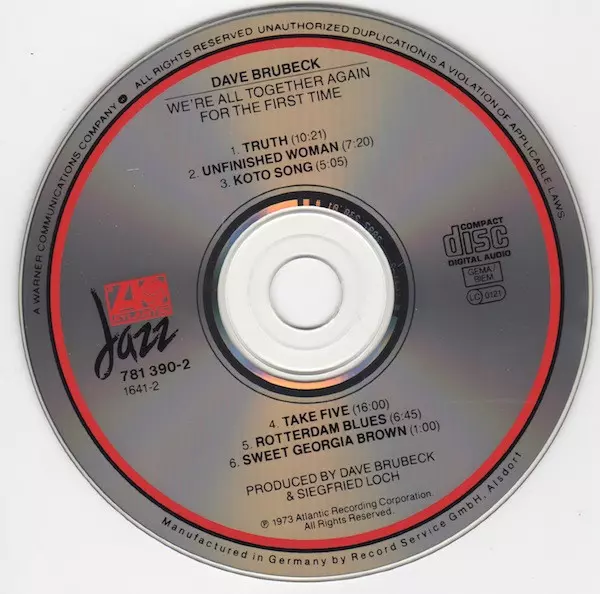 ALL RIGHTS RESERVED UNAUTHORIZED DUPLICATION IS A VIOLATION OF APPLICABLE LAWS.
A WARNER COMMUNICATIONS COMPANY
DAVE BRUBECK
WE'RE ALL TOGETHER AGAIN
FOR THE FIRST TIME
1. TRUTH (10:21)
2. UNFINISHED WOMAN (7:20)
3. KOTO SONG (5:05)
COMPACT
disc
DIGITAL AUDIO
GEMA/
BIEM
LC 0121
ATLANTIC
Jazz
781 390-2
1641-2
4. TAKE FIVE (16:00)
5. ROTTERDAM BLUES (6:45)
6. SWEET GEORGIA BROWN (1:00)
PRODUCED BY DAVE BRUBECK
& SIEGFRIED LOCH
℗ 1973 Atlantic Recording Corporation.
All Rights Reserved.
Manufactured in Germany by Record Service GmbH, Alsdorf